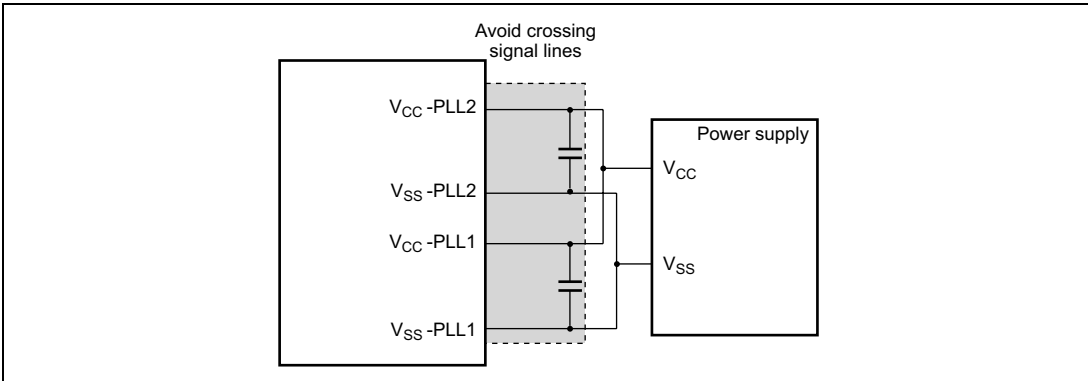 Avoid crossing
signal lines
V_CC -PLL2
V_SS -PLL2
V_CC -PLL1
V_SS -PLL1
Power supply
V_CC
V_SS